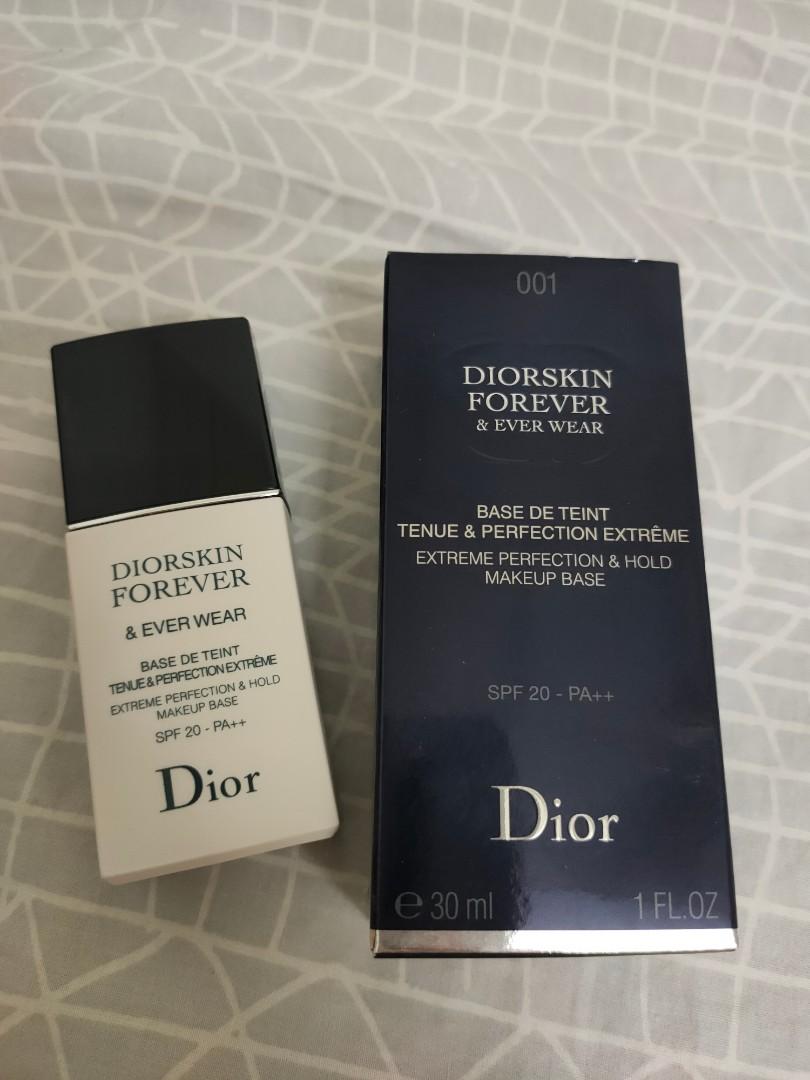 DIORSKIN
FOREVER
& EVER WEAR
BASE DE TEINT
TENUE & PERFECTION EXTRÊME
EXTREME PERFECTION & HOLD
MAKEUP BASE
SPF 20 - PA++
Dior
001
DIORSKIN
FOREVER
& EVER WEAR
BASE DE TEINT
TENUE & PERFECTION EXTRÊME
EXTREME PERFECTION & HOLD
MAKEUP BASE
SPF 20 - PA++
Dior
℮ 30 ml 1 FL.OZ